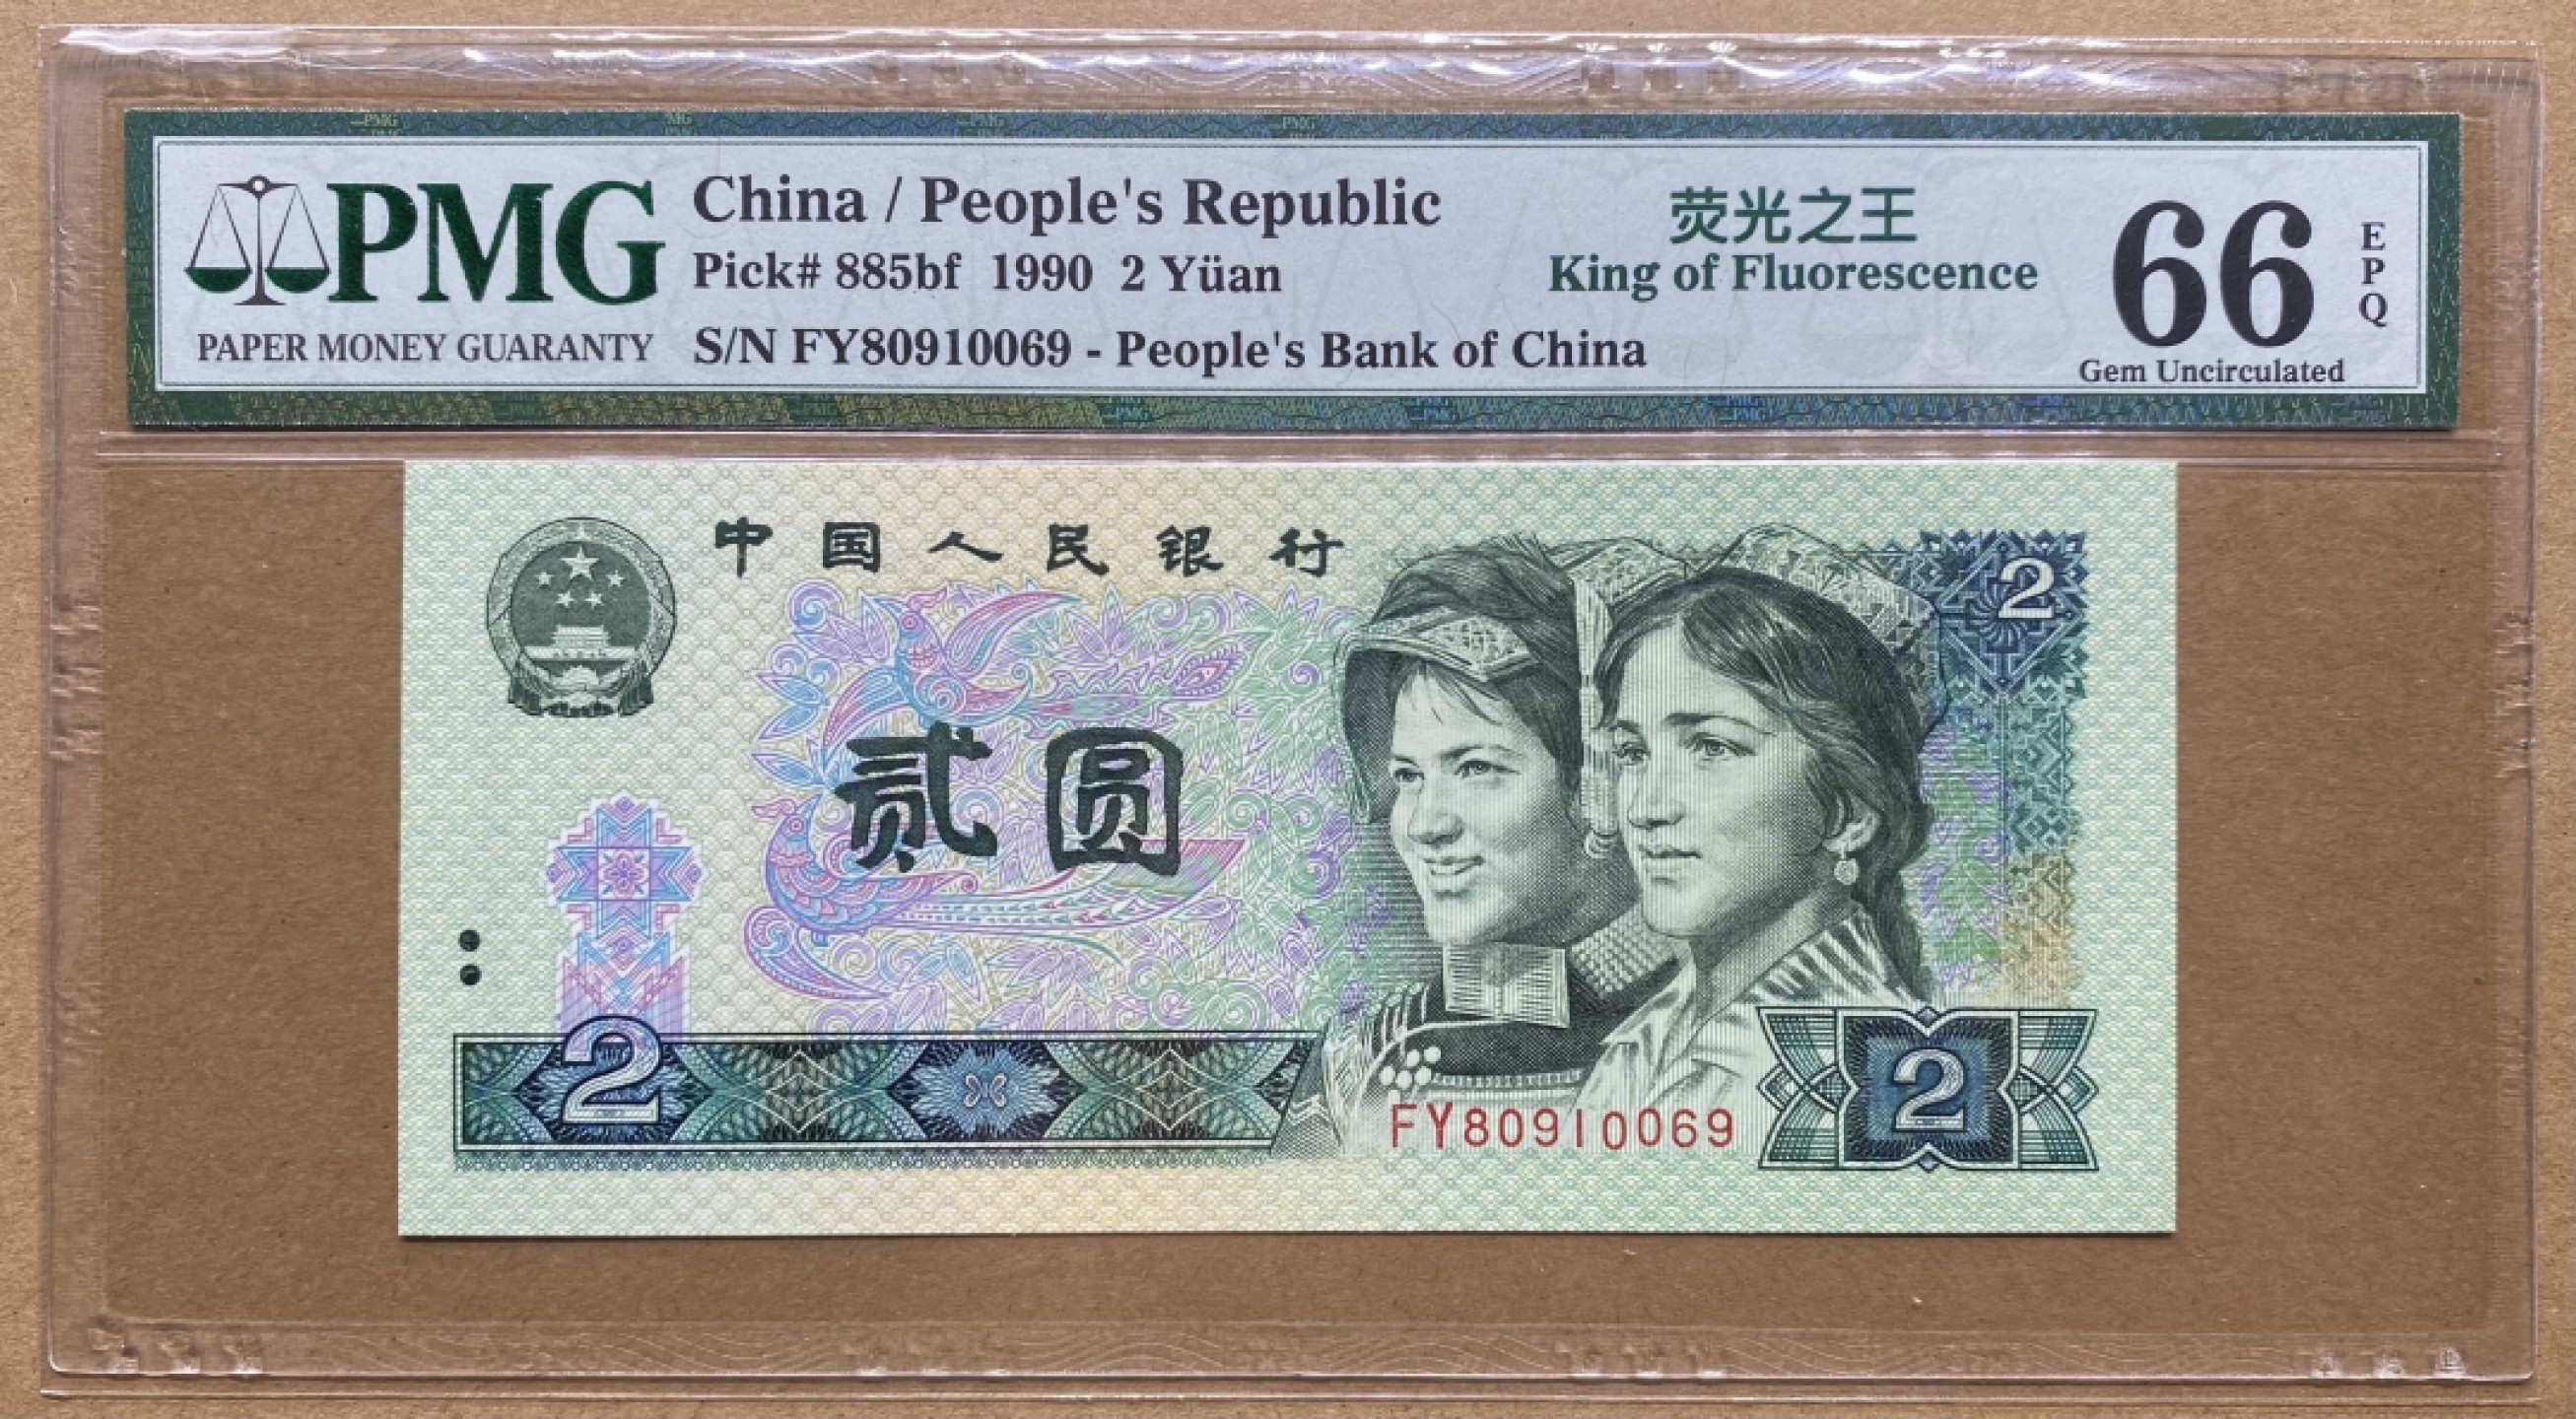 PMG
PAPER MONEY GUARANTY
China / People's Republic
Pick# 885bf 1990 2 Yüan
S/N FY80910069 - People's Bank of China
荧光之王
King of Fluorescence
66
EPQ
Gem Uncirculated
中国人民银行
2
贰圆
2
2
FY80910069